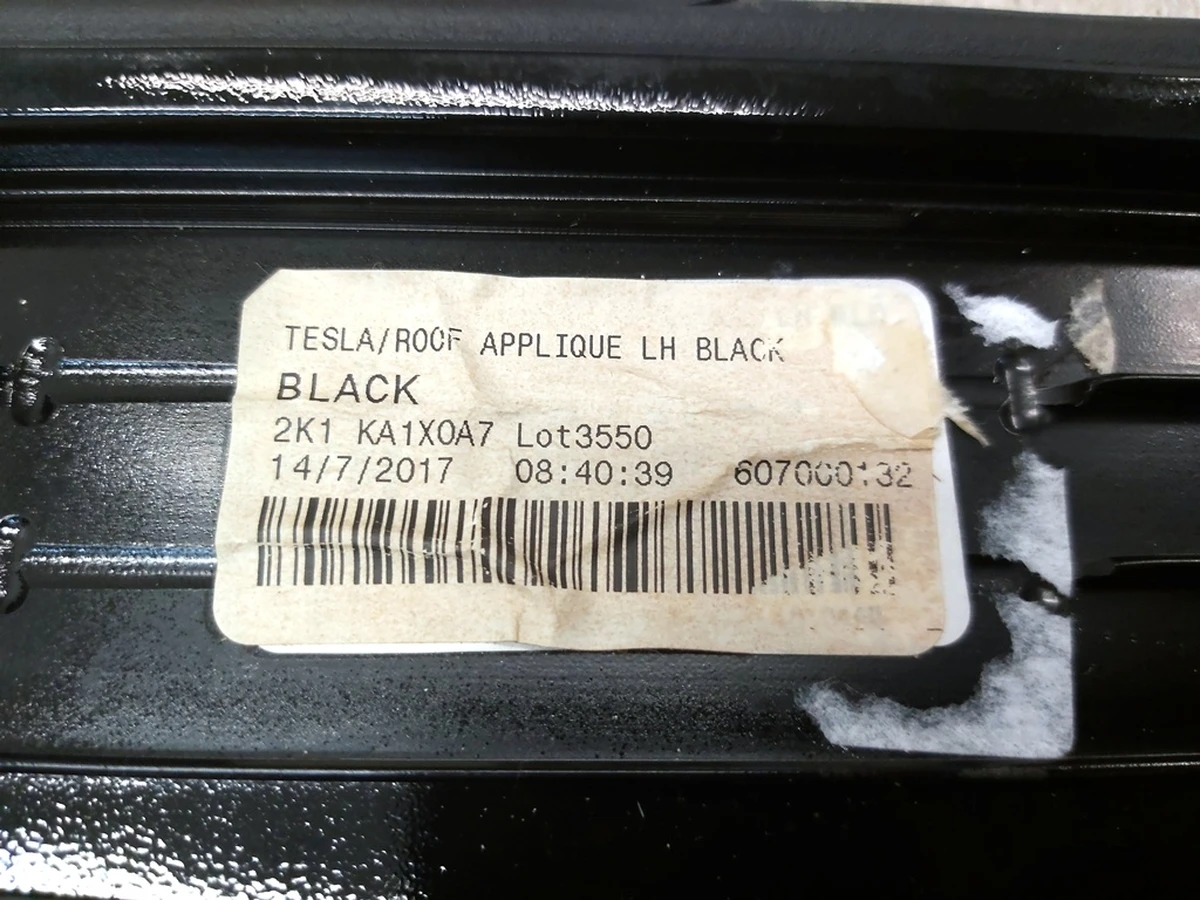 TESLA/ROOF APPLIQUE LH BLACK
BLACK
2K1 KA1X0A7 Lot3550
14/7/2017 08:40:39 607000132